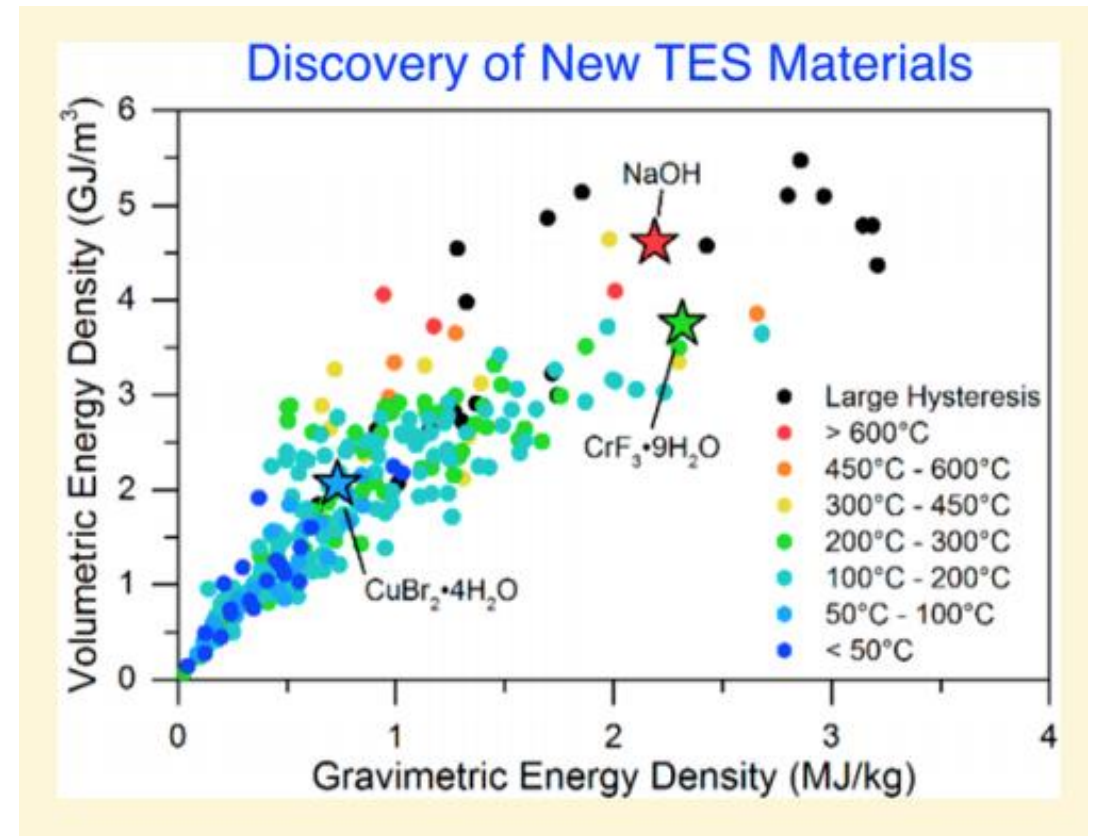 Discovery of New TES Materials
Volumetric Energy Density (GJ/m³)
6
5
4
3
2
1
0
NaOH
CrF₃•9H₂O
CuBr₂•4H₂O
Large Hysteresis
> 600°C
450°C - 600°C
300°C - 450°C
200°C - 300°C
100°C - 200°C
50°C - 100°C
< 50°C
0 1 2 3 4
Gravimetric Energy Density (MJ/kg)